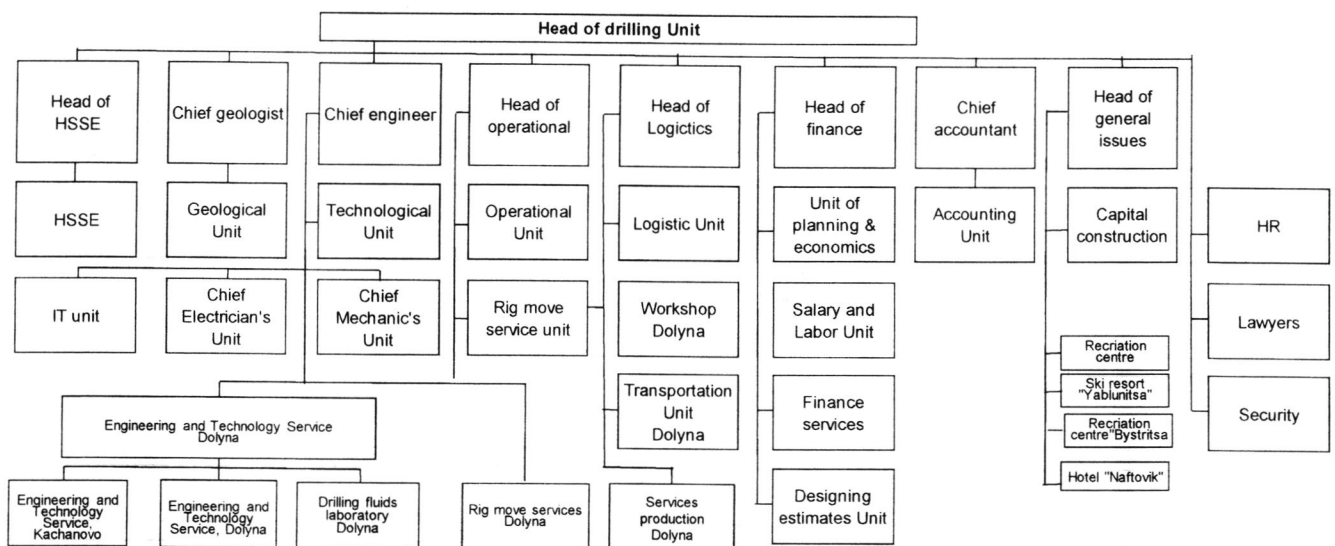 Head of drilling Unit
Head of
HSSE
Chief geologist
Chief engineer
Head of
operational
Head of
Logictics
Head of
finance
Chief
accountant
Head of
general
issues
HSSE
Geological
Unit
Technological
Unit
Operational
Unit
Logistic Unit
Unit of
planning &
economics
Accounting
Unit
Capital
construction
HR
IT unit
Chief
Electrician's
Unit
Chief
Mechanic's
Unit
Rig move
service unit
Workshop
Dolyna
Salary and
Labor Unit
Lawyers
Recriation
centre
Ski resort
"Yablunitsa"
Recriation
centre"Bystritsa
Hotel "Naftovik"
Engineering and Technology Service
Dolyna
Transportation
Unit
Dolyna
Finance
services
Security
Engineering and
Technology
Service,
Kachanovo
Engineering and
Technology
Service, Dolyna
Drilling fluids
laboratory
Dolyna
Rig move services
Dolyna
Services
production
Dolyna
Designing
estimates Unit